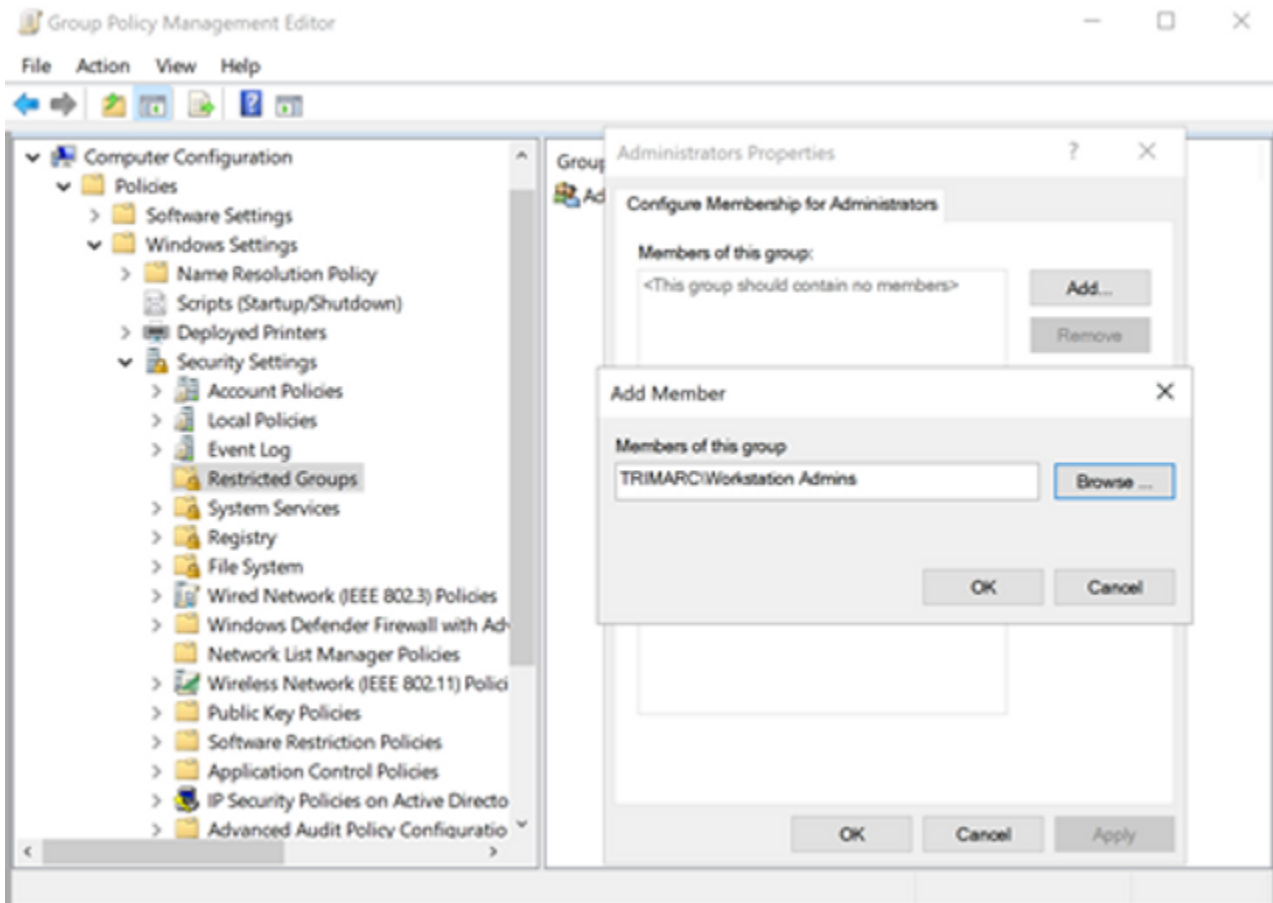 Group Policy Management Editor
File Action View Help
Computer Configuration
Policies
Software Settings
Windows Settings
Name Resolution Policy
Scripts (Startup/Shutdown)
Deployed Printers
Security Settings
Account Policies
Local Policies
Event Log
Restricted Groups
System Services
Registry
File System
Wired Network (IEEE 802.3) Policies
Windows Defender Firewall with Adv
Network List Manager Policies
Wireless Network (IEEE 802.11) Polici
Public Key Policies
Software Restriction Policies
Application Control Policies
IP Security Policies on Active Directo
Advanced Audit Policy Configuratio
Group
Ad
Administrators Properties ?
Configure Membership for Administrators
Members of this group:
<This group should contain no members>
Add...
Remove
Add Member
Members of this group
TRIMARC\Workstation Admins
Browse ...
OK Cancel
OK Cancel Apply